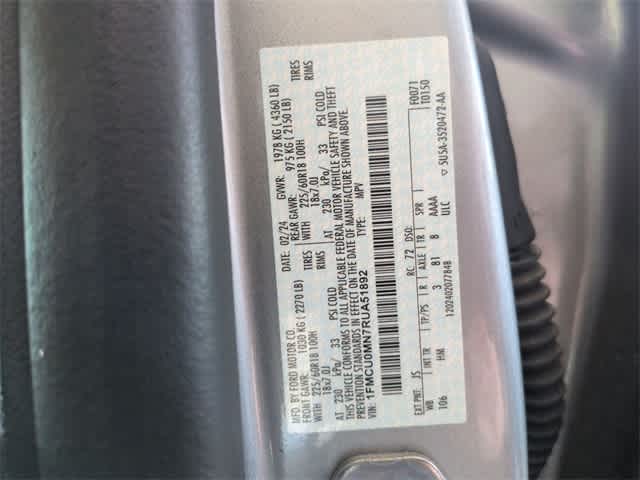 MFD. BY FORD MOTOR CO.
DATE: 02/24 GVWR: 1978 KG ( 4360 LB)
FRONT GAWR: 1030 KG ( 2270 LB) REAR GAWR: 975 KG ( 2150 LB)
WITH 225/60R18 100H WITH 225/60R18 100H TIRES
18x7.0J 18x7.0J RIMS
AT 230 kPa/ 33 PSI COLD AT 230 kPa/ 33 PSI COLD
THIS VEHICLE CONFORMS TO ALL APPLICABLE FEDERAL MOTOR VEHICLE SAFETY AND THEFT
PREVENTION STANDARDS IN EFFECT ON THE DATE OF MANUFACTURE SHOWN ABOVE.
VIN: 1FMCU0MN7RUA51892 TYPE: MPV
F0071
T0150
EXT PNT: JS RC: 72 DSO:
WB INT TR TP/PS R AXLE TR SPR
106 HM 3 B1 8 AAAA
ULC
1202402077848
▽ 5U5A-3520472-AA